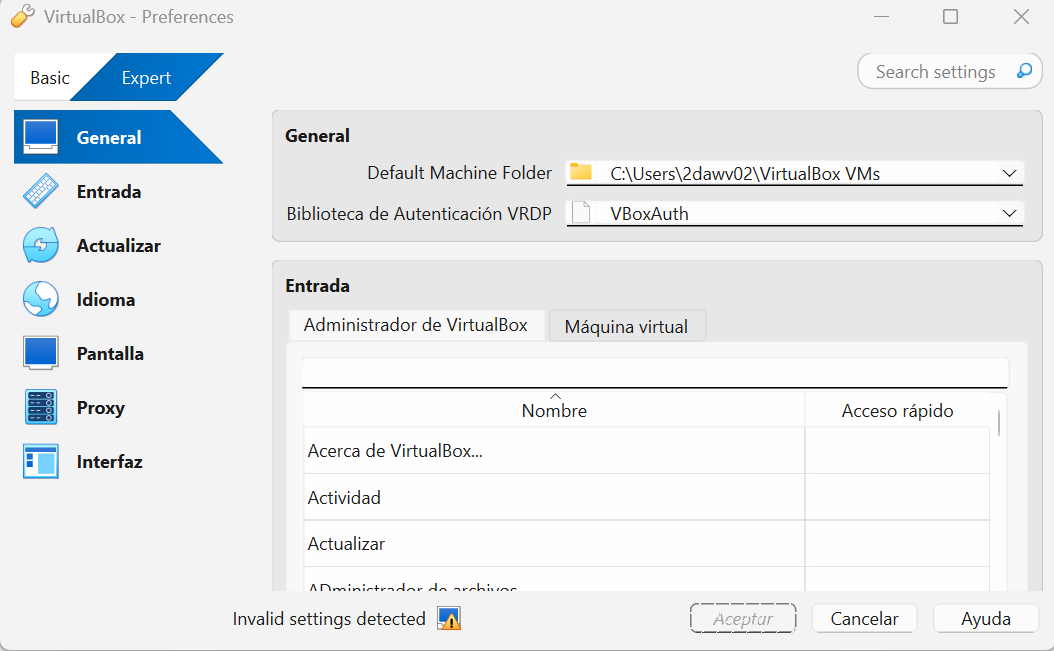 VirtualBox - Preferences
Basic
Expert
Search settings
General
Entrada
Actualizar
Idioma
Pantalla
Proxy
Interfaz
General
Default Machine Folder
C:\Users\2dawv02\VirtualBox VMs
Biblioteca de Autenticación VRDP
VBoxAuth
Entrada
Administrador de VirtualBox
Máquina virtual
Nombre
Acceso rápido
Acerca de VirtualBox...
Actividad
Actualizar
ADministrador de archivos
Invalid settings detected
Aceptar
Cancelar
Ayuda